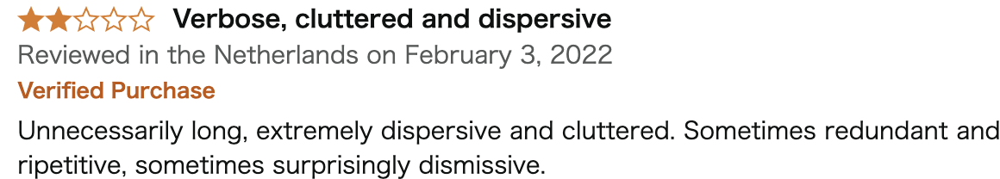 Verbose, cluttered and dispersive
Reviewed in the Netherlands on February 3, 2022
Verified Purchase
Unnecessarily long, extremely dispersive and cluttered. Sometimes redundant and
ripetitive, sometimes surprisingly dismissive.